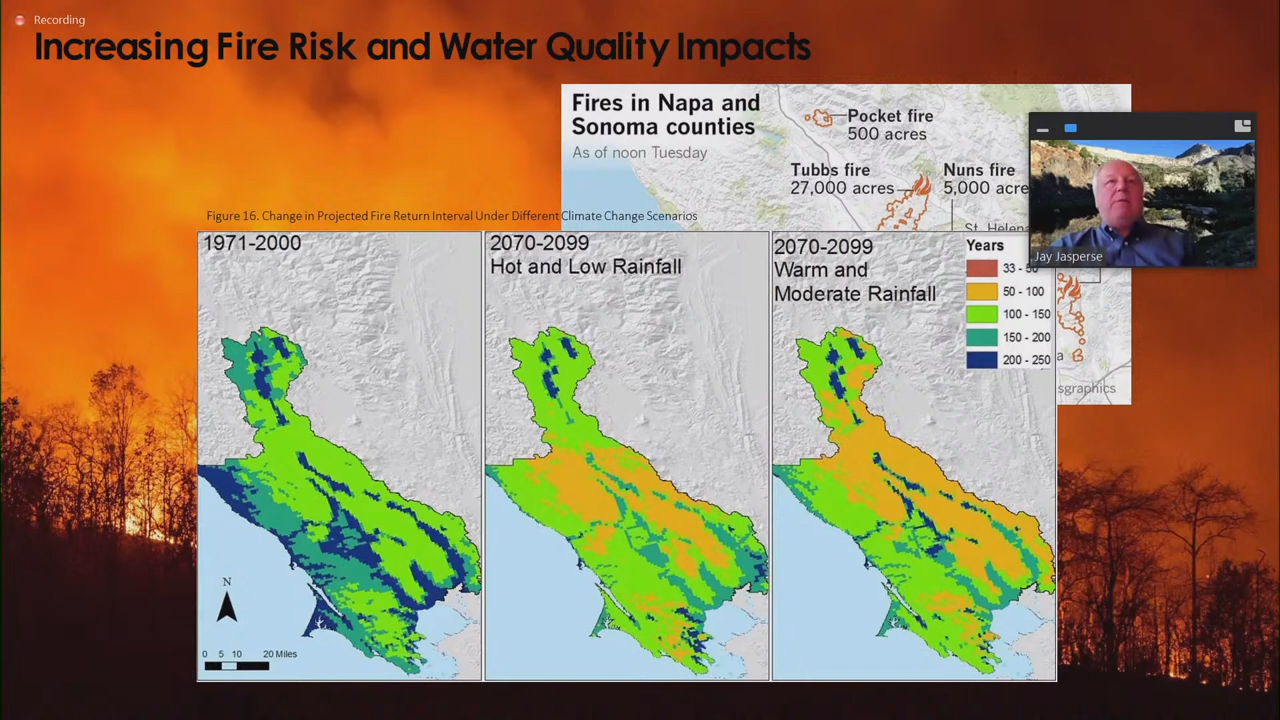 Recording
Increasing Fire Risk and Water Quality Impacts
Fires in Napa and
Sonoma counties
As of noon Tuesday
Pocket fire
500 acres
Tubbs fire
27,000 acres
Nuns fire
5,000 acre
St. Helena
Jay Jasperse
Figure 16. Change in Projected Fire Return Interval Under Different Climate Change Scenarios
1971-2000
2070-2099
Hot and Low Rainfall
2070-2099
Warm and
Moderate Rainfall
Years
33 - 50
50 - 100
100 - 150
150 - 200
200 - 250
a
sgraphics
N
0 5 10 20 Miles